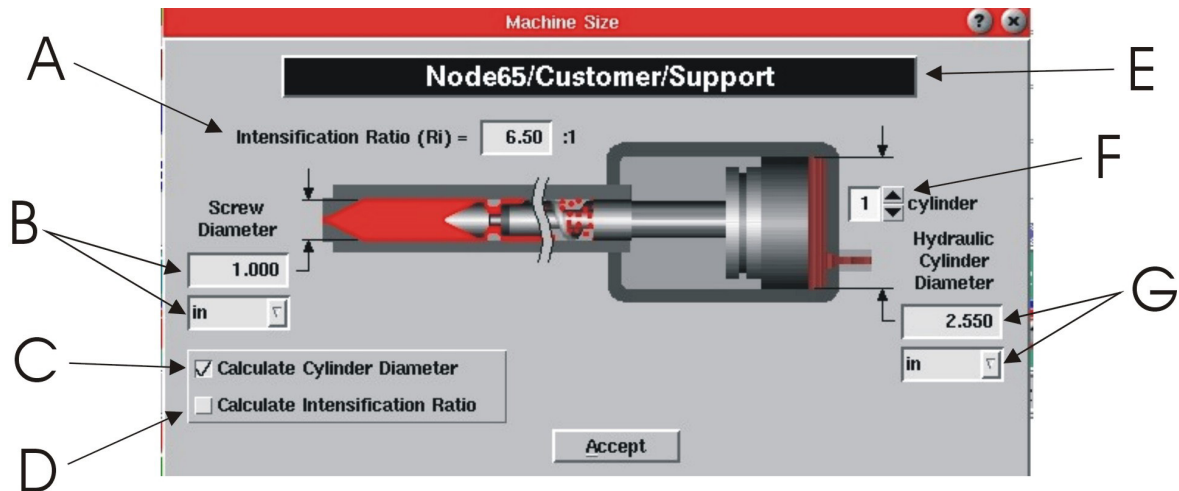 Machine Size
? x
A
Node65/Customer/Support
E
Intensification Ratio (Ri) = 6.50 :1
F
1 cylinder
B
Screw
Diameter
1.000
in
Hydraulic
Cylinder
Diameter
2.550
in
G
C
Calculate Cylinder Diameter
D
Calculate Intensification Ratio
Accept